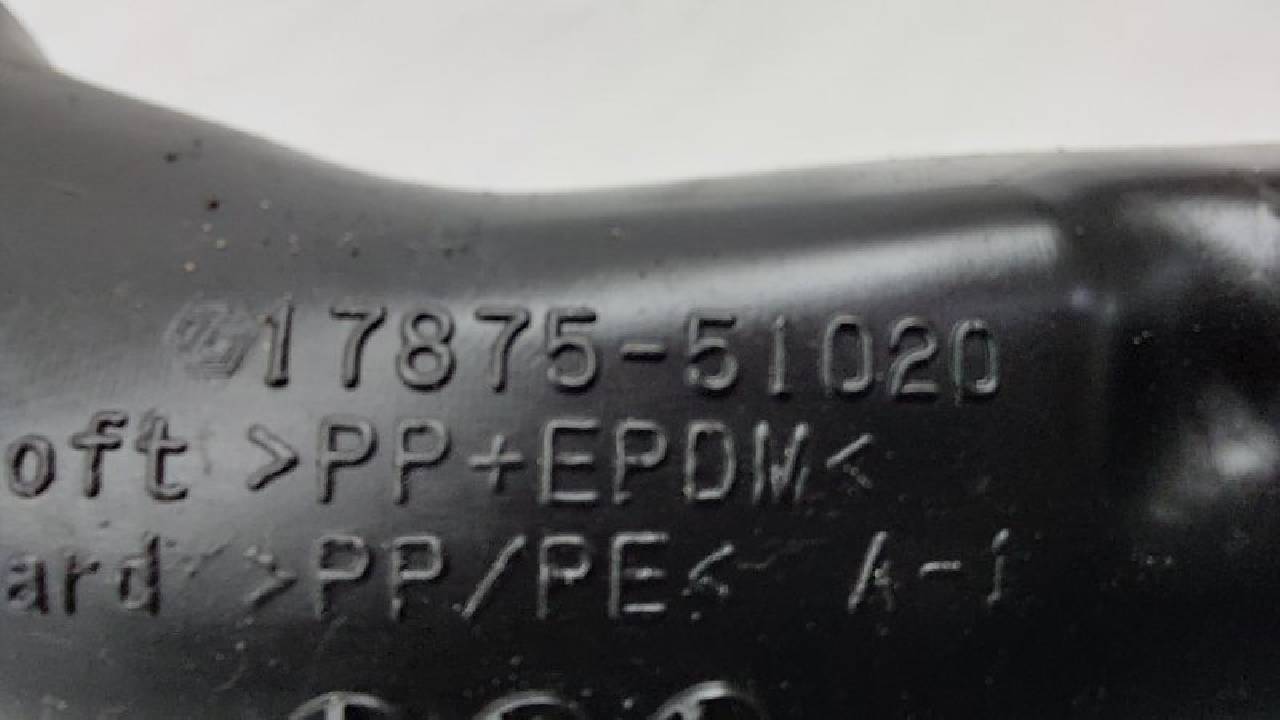 17875-51020
oft >PP+EPDM<
ard >PP/PE< A-1